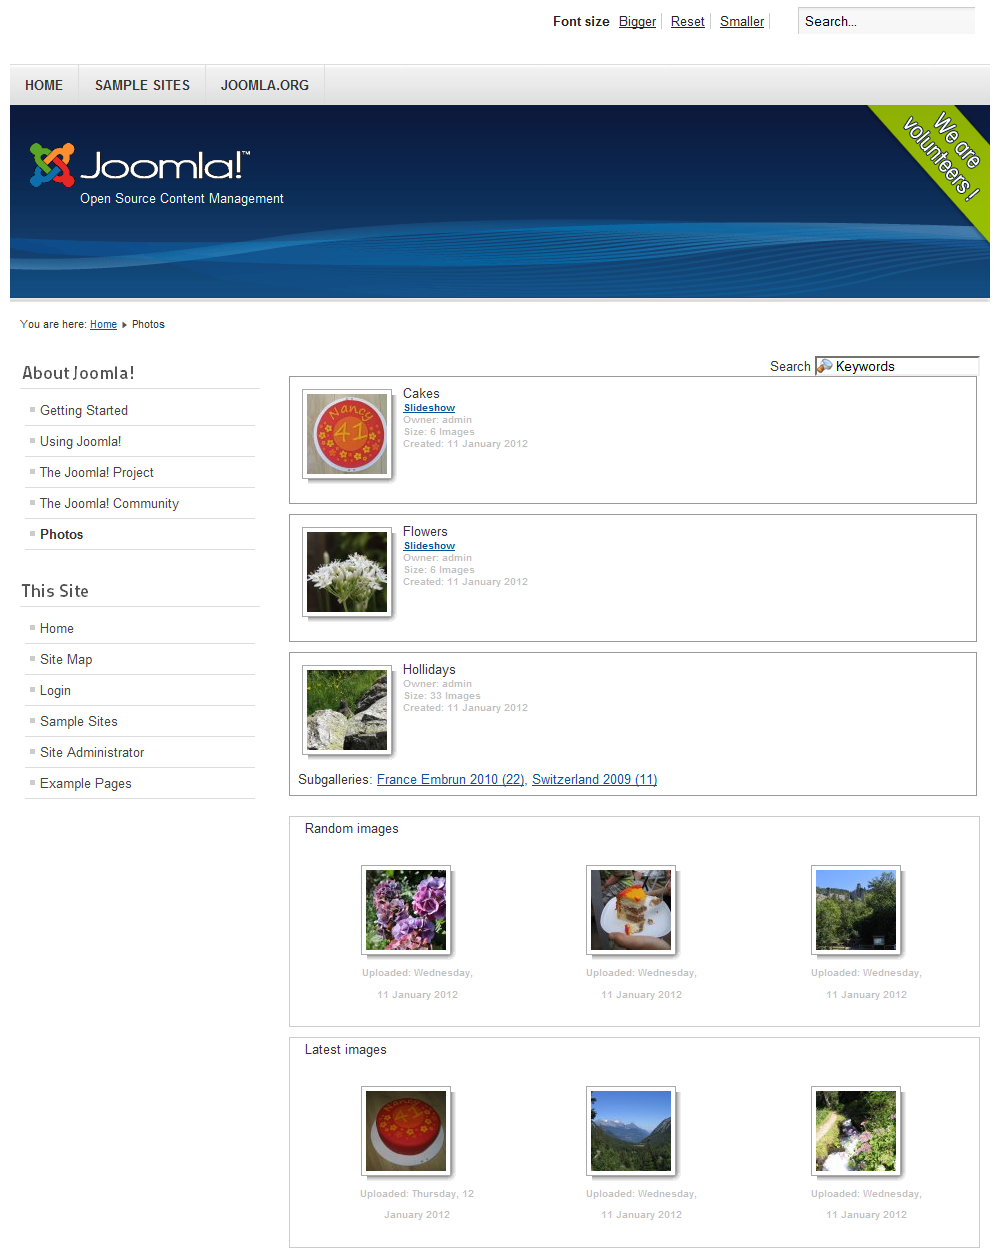 Font size Bigger Reset Smaller Search...
HOME SAMPLE SITES JOOMLA.ORG
We are
volunteers !
Joomla!™
Open Source Content Management
You are here: Home Photos
About Joomla!
Getting Started
Using Joomla!
The Joomla! Project
The Joomla! Community
Photos
This Site
Home
Site Map
Login
Sample Sites
Site Administrator
Example Pages
Search Keywords
Nancy
41
Cakes
Slideshow
Owner: admin
Size: 6 Images
Created: 11 January 2012
Flowers
Slideshow
Owner: admin
Size: 6 Images
Created: 11 January 2012
Hollidays
Owner: admin
Size: 33 Images
Created: 11 January 2012
Subgalleries: France Embrun 2010 (22), Switzerland 2009 (11)
Random images
Uploaded: Wednesday,
11 January 2012
Uploaded: Wednesday,
11 January 2012
Uploaded: Wednesday,
11 January 2012
Latest images
Nancy
41
Uploaded: Thursday, 12
January 2012
Uploaded: Wednesday,
11 January 2012
Uploaded: Wednesday,
11 January 2012